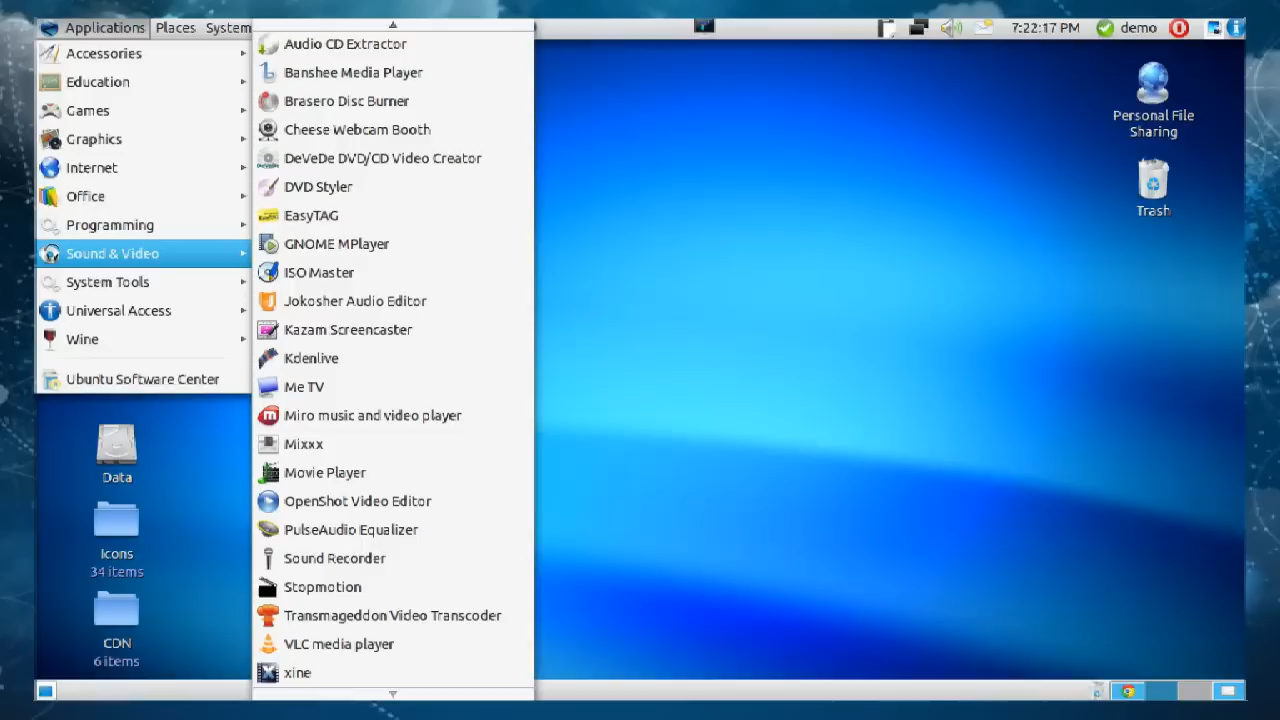 Applications Places System
7:22:17 PM demo
Accessories
Education
Games
Graphics
Internet
Office
Programming
Sound & Video
System Tools
Universal Access
Wine
Ubuntu Software Center
Audio CD Extractor
Banshee Media Player
Brasero Disc Burner
Cheese Webcam Booth
DeVeDe DVD/CD Video Creator
DVD Styler
EasyTAG
GNOME MPlayer
ISO Master
Jokosher Audio Editor
Kazam Screencaster
Kdenlive
Me TV
Miro music and video player
Mixxx
Movie Player
OpenShot Video Editor
PulseAudio Equalizer
Sound Recorder
Stopmotion
Transmageddon Video Transcoder
VLC media player
xine
Personal File
Sharing
Trash
Data
Icons
34 items
CDN
6 items